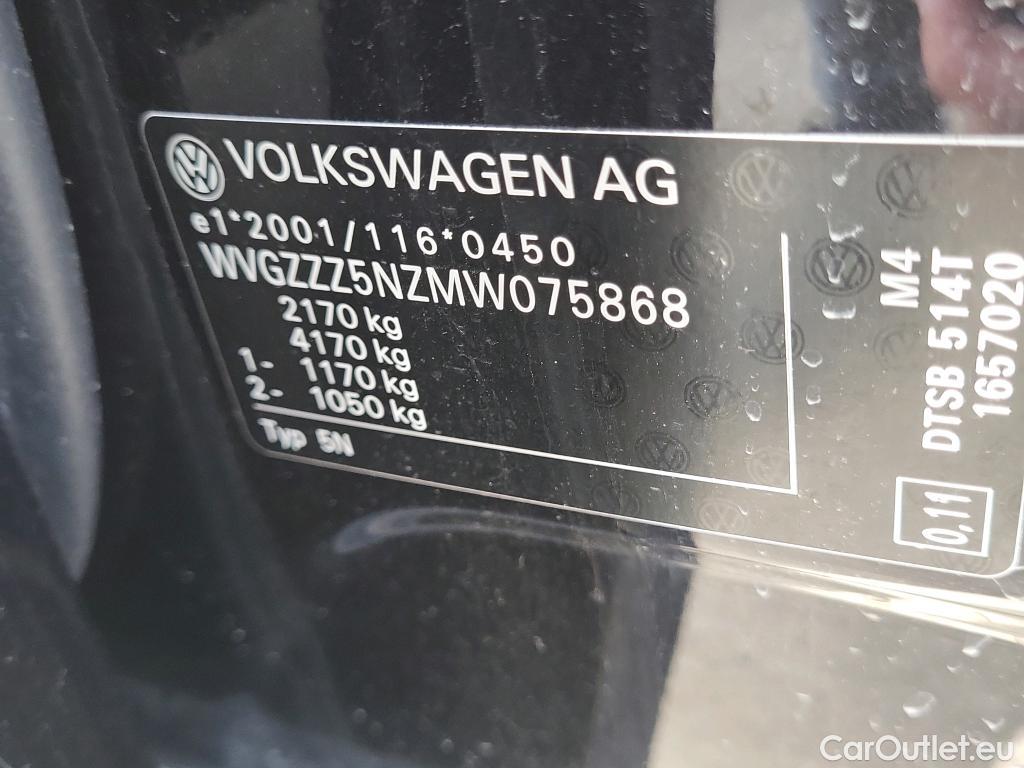 VOLKSWAGEN AG
e1*2001/116*0450
WVGZZZ5NZMW075868
2170 kg
4170 kg
1- 1170 kg
2- 1050 kg
Typ 5N
M4
DTSB 514T
16570020
0,11
CarOutlet.eu